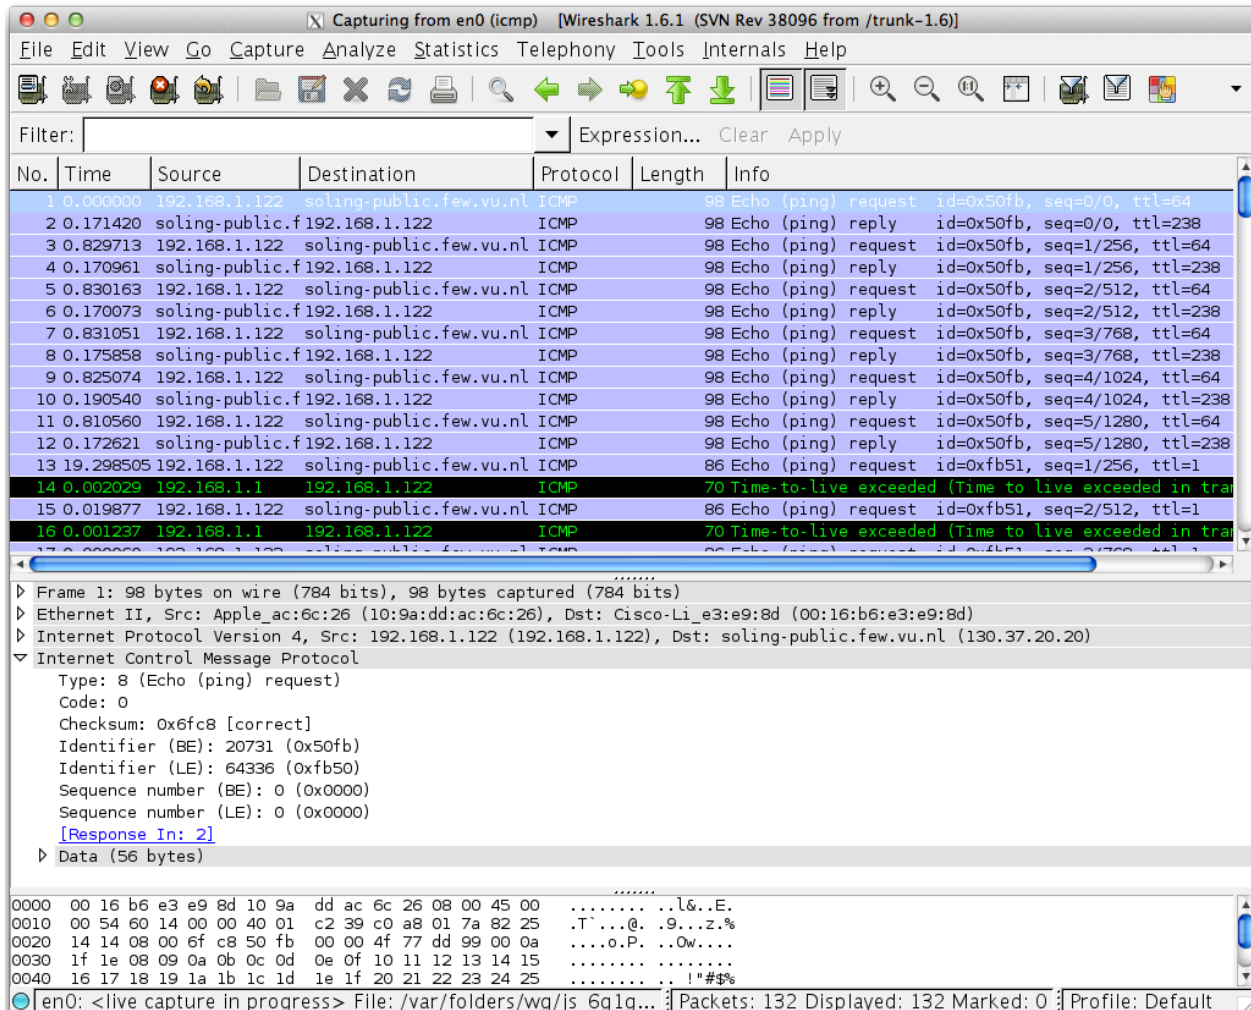 Capturing from en0 (icmp)   [Wireshark 1.6.1  (SVN Rev 38096 from /trunk-1.6)]
File Edit View Go Capture Analyze Statistics Telephony Tools Internals Help
Filter: Expression... Clear Apply
No. Time Source Destination Protocol Length Info
1 0.000000 192.168.1.122 soling-public.few.vu.nl ICMP 98 Echo (ping) request id=0x50fb, seq=0/0, ttl=64
2 0.171420 soling-public.f 192.168.1.122 ICMP 98 Echo (ping) reply id=0x50fb, seq=0/0, ttl=238
3 0.829713 192.168.1.122 soling-public.few.vu.nl ICMP 98 Echo (ping) request id=0x50fb, seq=1/256, ttl=64
4 0.170961 soling-public.f 192.168.1.122 ICMP 98 Echo (ping) reply id=0x50fb, seq=1/256, ttl=238
5 0.830163 192.168.1.122 soling-public.few.vu.nl ICMP 98 Echo (ping) request id=0x50fb, seq=2/512, ttl=64
6 0.170073 soling-public.f 192.168.1.122 ICMP 98 Echo (ping) reply id=0x50fb, seq=2/512, ttl=238
7 0.831051 192.168.1.122 soling-public.few.vu.nl ICMP 98 Echo (ping) request id=0x50fb, seq=3/768, ttl=64
8 0.175858 soling-public.f 192.168.1.122 ICMP 98 Echo (ping) reply id=0x50fb, seq=3/768, ttl=238
9 0.825074 192.168.1.122 soling-public.few.vu.nl ICMP 98 Echo (ping) request id=0x50fb, seq=4/1024, ttl=64
10 0.190540 soling-public.f 192.168.1.122 ICMP 98 Echo (ping) reply id=0x50fb, seq=4/1024, ttl=238
11 0.810560 192.168.1.122 soling-public.few.vu.nl ICMP 98 Echo (ping) request id=0x50fb, seq=5/1280, ttl=64
12 0.172621 soling-public.f 192.168.1.122 ICMP 98 Echo (ping) reply id=0x50fb, seq=5/1280, ttl=238
13 19.298505 192.168.1.122 soling-public.few.vu.nl ICMP 86 Echo (ping) request id=0xfb51, seq=1/256, ttl=1
14 0.002029 192.168.1.1 192.168.1.122 ICMP 70 Time-to-live exceeded (Time to live exceeded in tran
15 0.019877 192.168.1.122 soling-public.few.vu.nl ICMP 86 Echo (ping) request id=0xfb51, seq=2/512, ttl=1
16 0.001237 192.168.1.1 192.168.1.122 ICMP 70 Time-to-live exceeded (Time to live exceeded in tran
Frame 1: 98 bytes on wire (784 bits), 98 bytes captured (784 bits)
Ethernet II, Src: Apple_ac:6c:26 (10:9a:dd:ac:6c:26), Dst: Cisco-Li_e3:e9:8d (00:16:b6:e3:e9:8d)
Internet Protocol Version 4, Src: 192.168.1.122 (192.168.1.122), Dst: soling-public.few.vu.nl (130.37.20.20)
Internet Control Message Protocol
Type: 8 (Echo (ping) request)
Code: 0
Checksum: 0x6fc8 [correct]
Identifier (BE): 20731 (0x50fb)
Identifier (LE): 64336 (0xfb50)
Sequence number (BE): 0 (0x0000)
Sequence number (LE): 0 (0x0000)
[Response In: 2]
Data (56 bytes)
0000 00 16 b6 e3 e9 8d 10 9a dd ac 6c 26 08 00 45 00 ........ ..l&..E.
0010 00 54 60 14 00 00 40 01 c2 39 c0 a8 01 7a 82 25 .T`...@. .9...z.%
0020 14 14 08 00 6f c8 50 fb 00 00 4f 77 dd 99 00 0a ....o.P. ..Ow....
0030 1f 1e 08 09 0a 0b 0c 0d 0e 0f 10 11 12 13 14 15 ........ ........
0040 16 17 18 19 1a 1b 1c 1d 1e 1f 20 21 22 23 24 25 ........ .. !"#$%
en0: <live capture in progress> File: /var/folders/wg/js_6g1g... Packets: 132 Displayed: 132 Marked: 0 Profile: Default